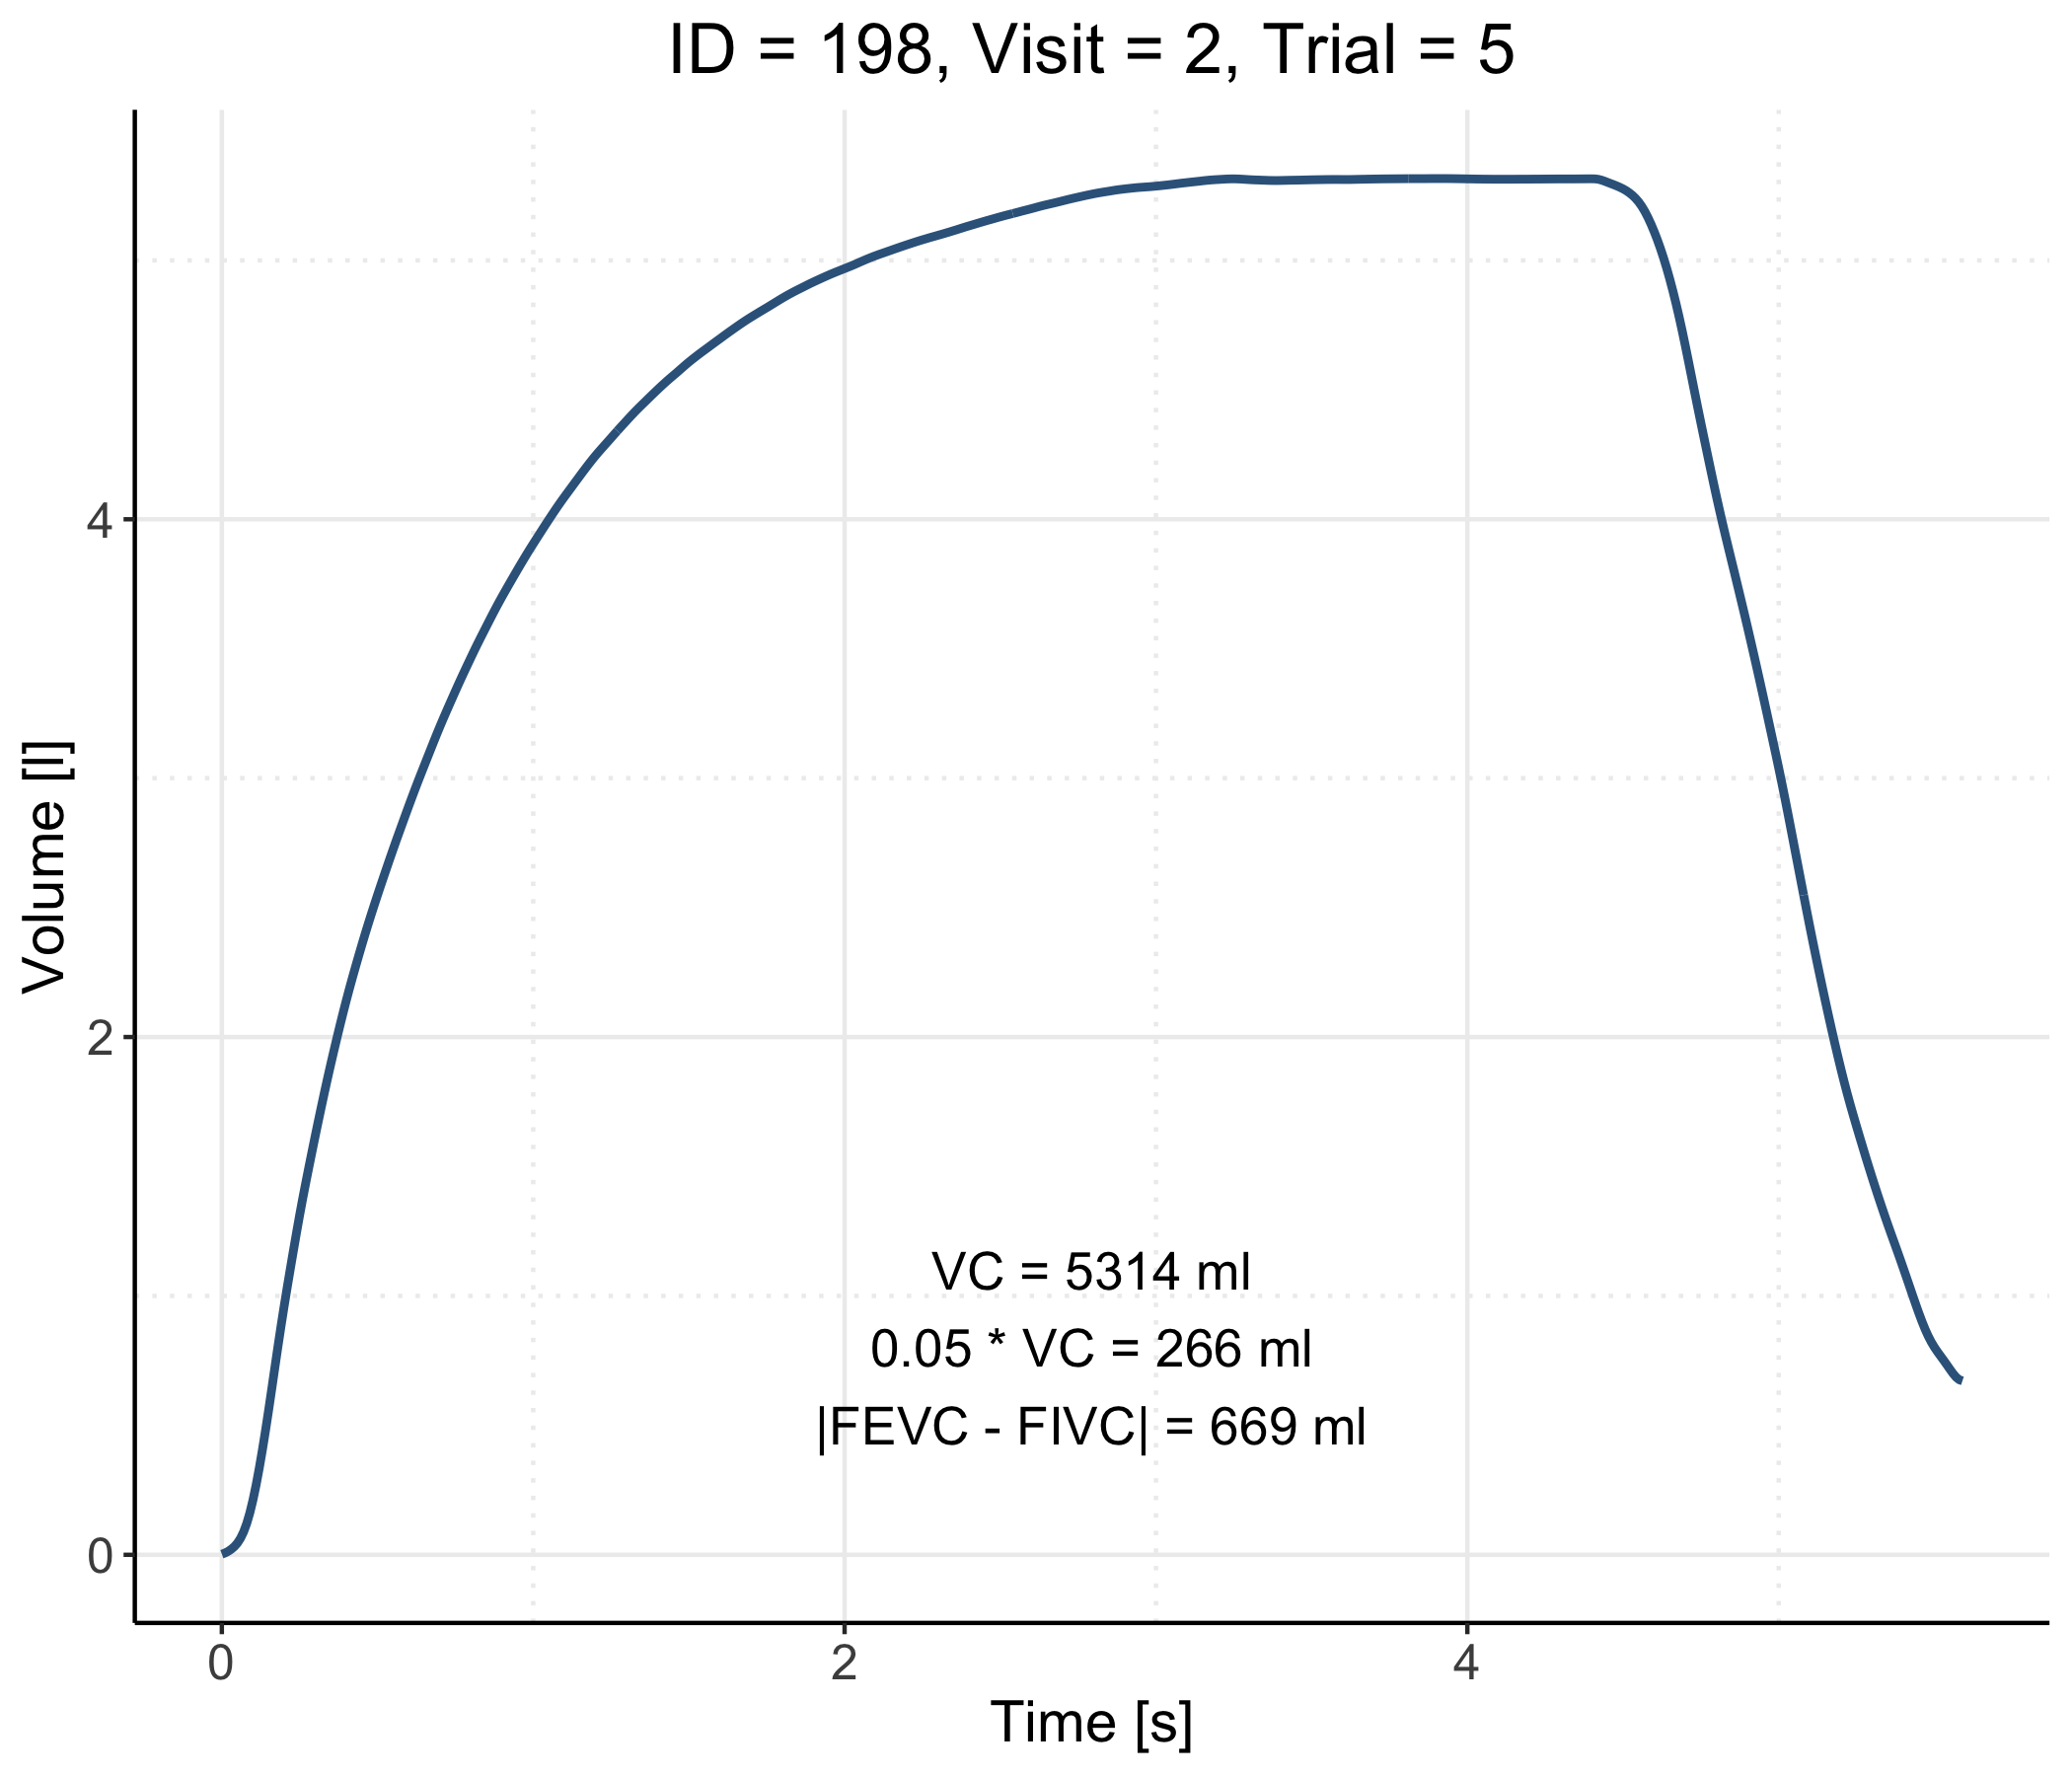 ID = 198, Visit = 2, Trial = 5
Volume [l]
4
2
0
VC = 5314 ml
0.05 * VC = 266 ml
|FEVC - FIVC| = 669 ml
0 2 4
Time [s]